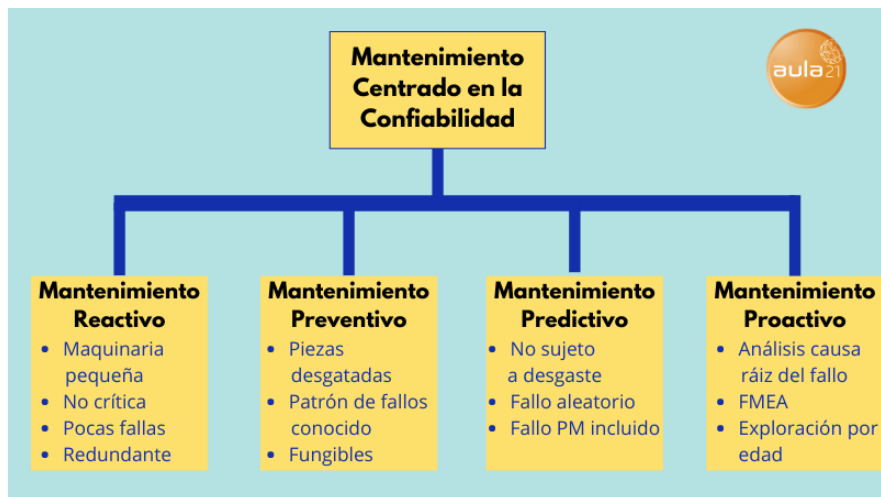 Mantenimiento
Centrado en la
Confiabilidad
aula21
Mantenimiento
Reactivo
• Maquinaria
pequeña
• No crítica
• Pocas fallas
• Redundante
Mantenimiento
Preventivo
• Piezas
desgatadas
• Patrón de fallos
conocido
• Fungibles
Mantenimiento
Predictivo
• No sujeto
a desgaste
• Fallo aleatorio
• Fallo PM incluido
Mantenimiento
Proactivo
• Análisis causa
ráiz del fallo
• FMEA
• Exploración por
edad